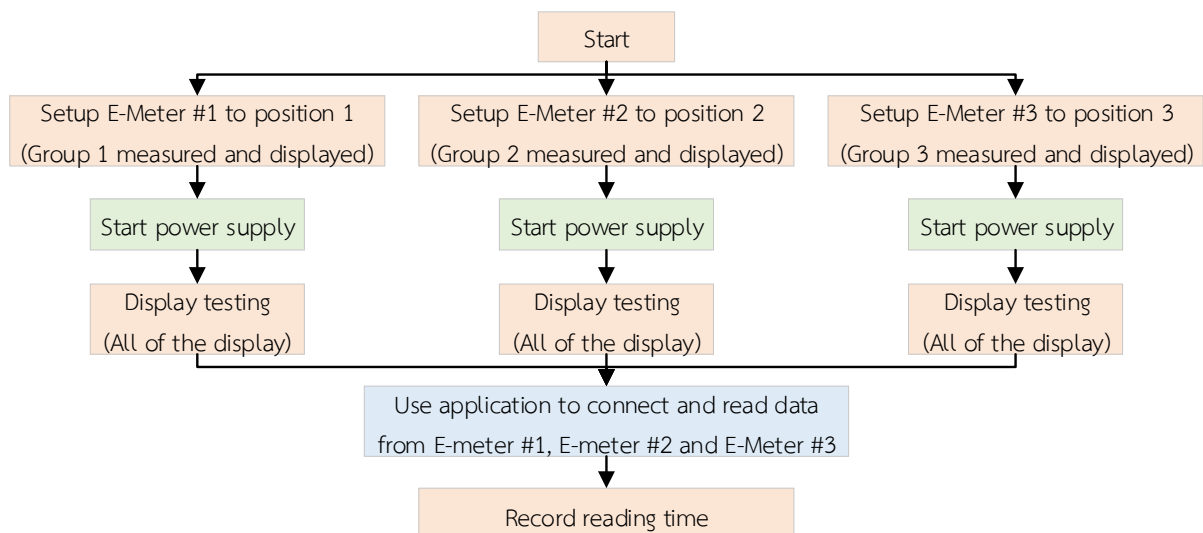 Start
Setup E-Meter #1 to position 1
(Group 1 measured and displayed)
Setup E-Meter #2 to position 2
(Group 2 measured and displayed)
Setup E-Meter #3 to position 3
(Group 3 measured and displayed)
Start power supply
Start power supply
Start power supply
Display testing
(All of the display)
Display testing
(All of the display)
Display testing
(All of the display)
Use application to connect and read data
from E-meter #1, E-meter #2 and E-Meter #3
Record reading time